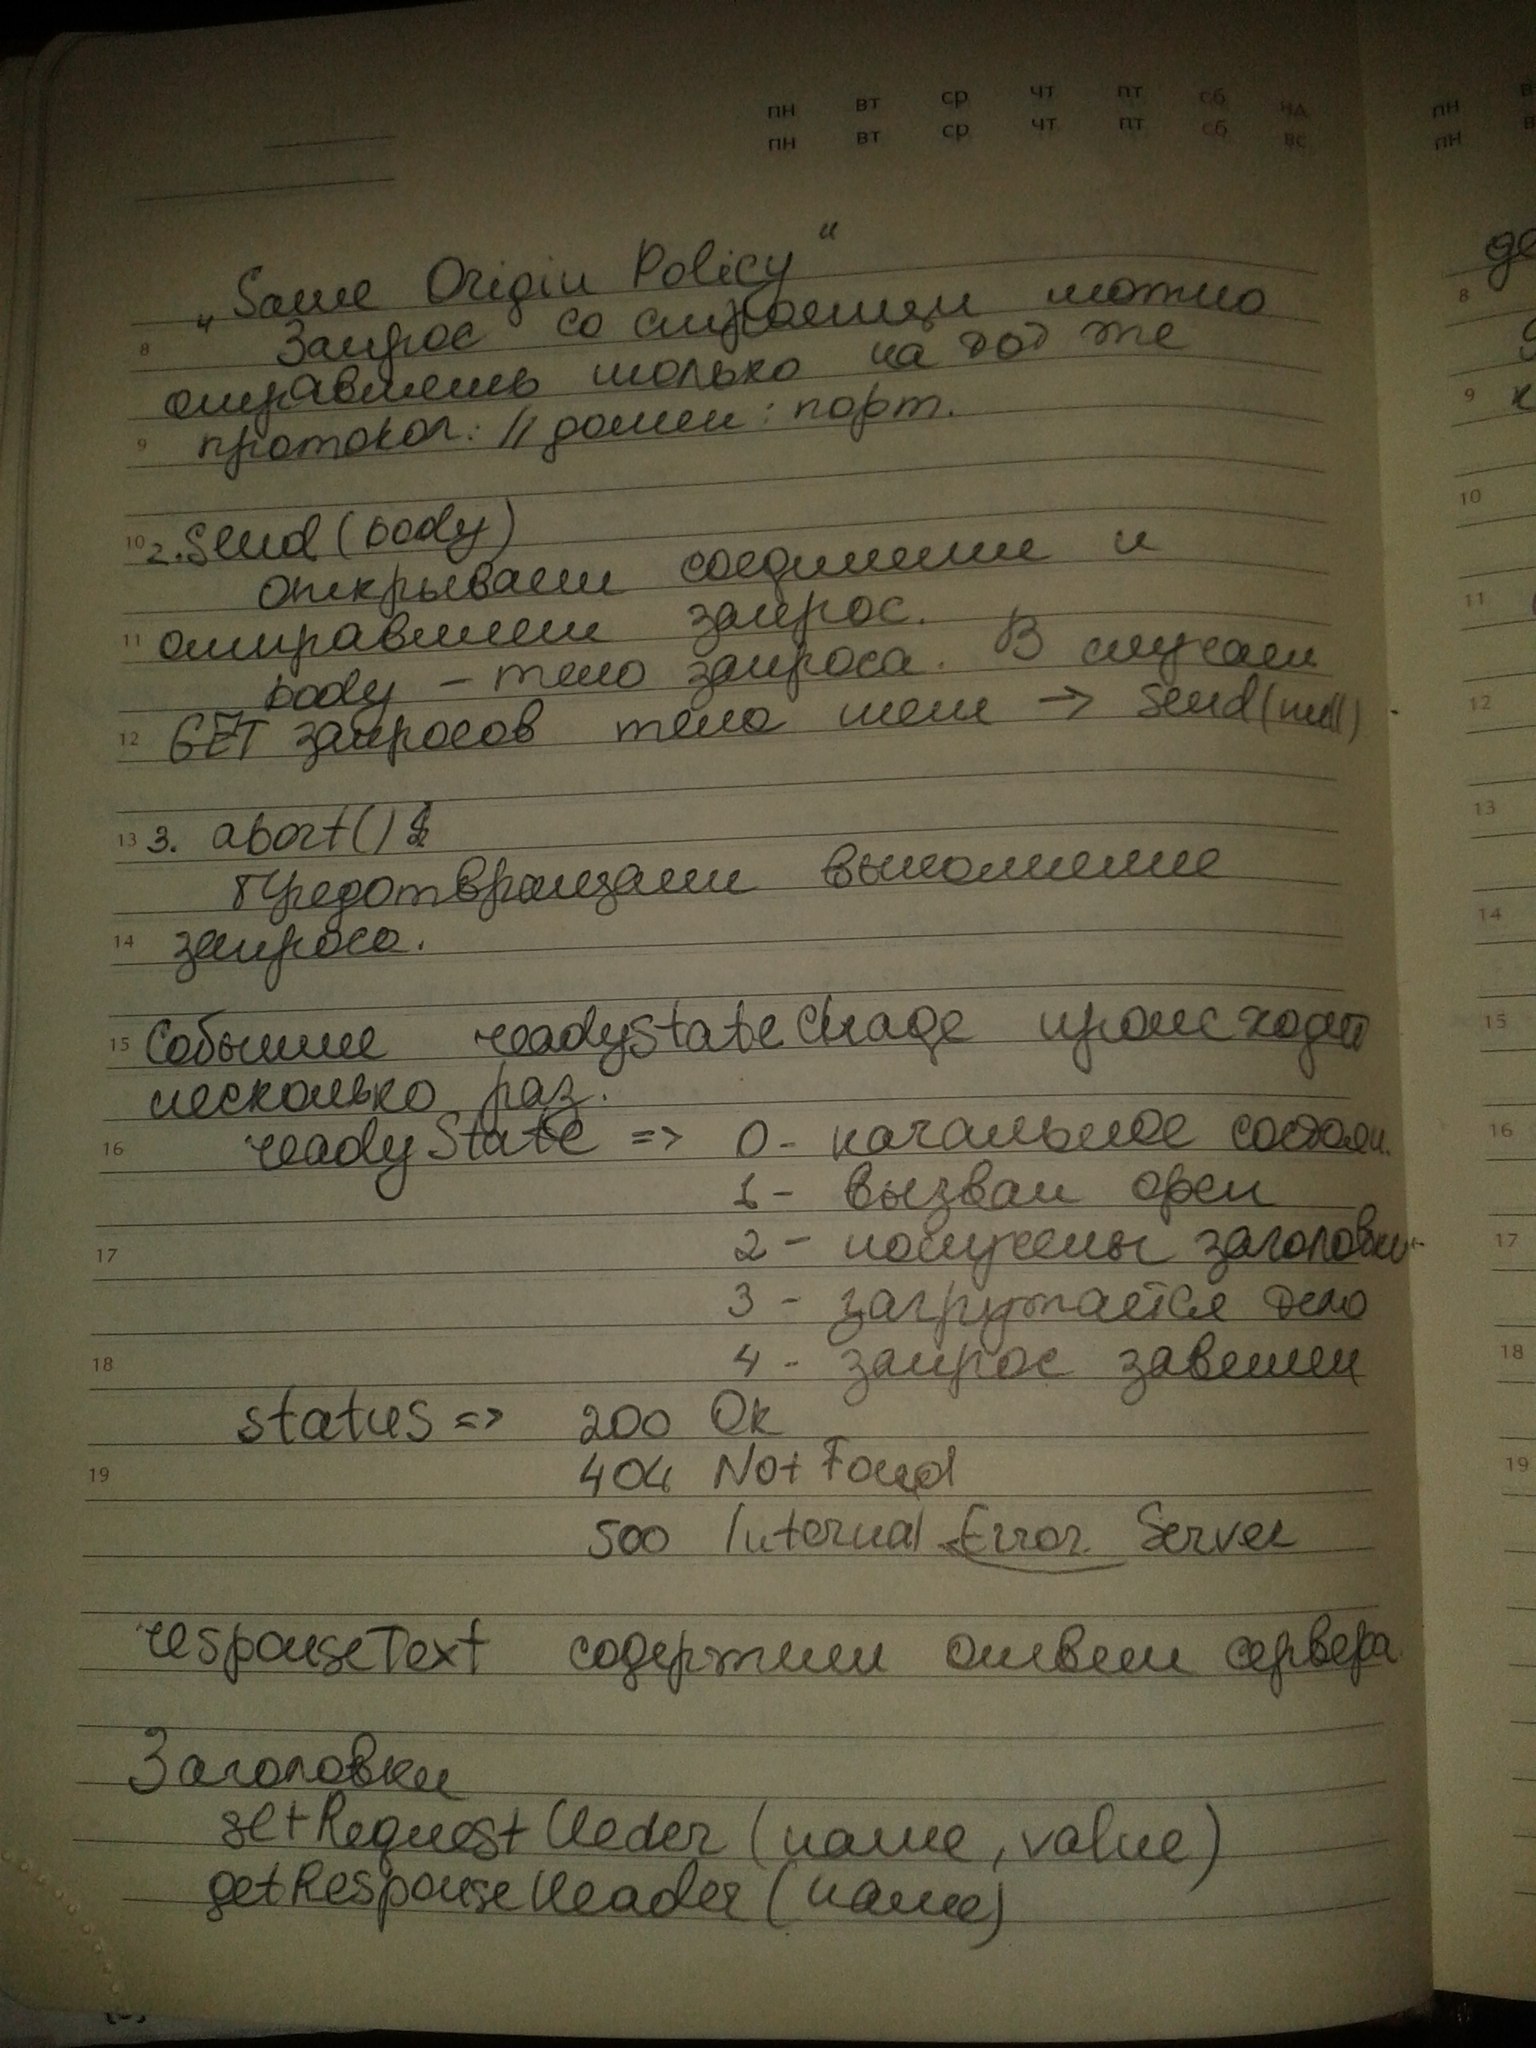 пн вт ср чт пт сб нд
пн вт ср чт пт сб вс
„Same Origin Policy“
8 Запрос со страницы можно
отправлять только на тот же
9 протокол://домен:порт.
10 2. send(body)
открывает соединение и
11 отправляет запрос.
body – тело запроса. В случаи
12 GET запросов тела нет -> send(null)
13 3. abort()
Предотвращает выполнение
14 запроса.
15 Событие readyStateChage происходит
несколько раз.
16 readyState => 0 - начальное состоян.
1 - вызван open
17 2 - получены заголовки
3 - загружается тело
18 4 - запрос завешен
status => 200 Ok
19 404 Not Found
500 Internal Error Server
responseText содержит ответ сервера
Заголовки
setRequestHeder(name, value)
getResponseHeader(name)
пн
пн
8
9
10
11
12
13
14
15
16
17
18
19